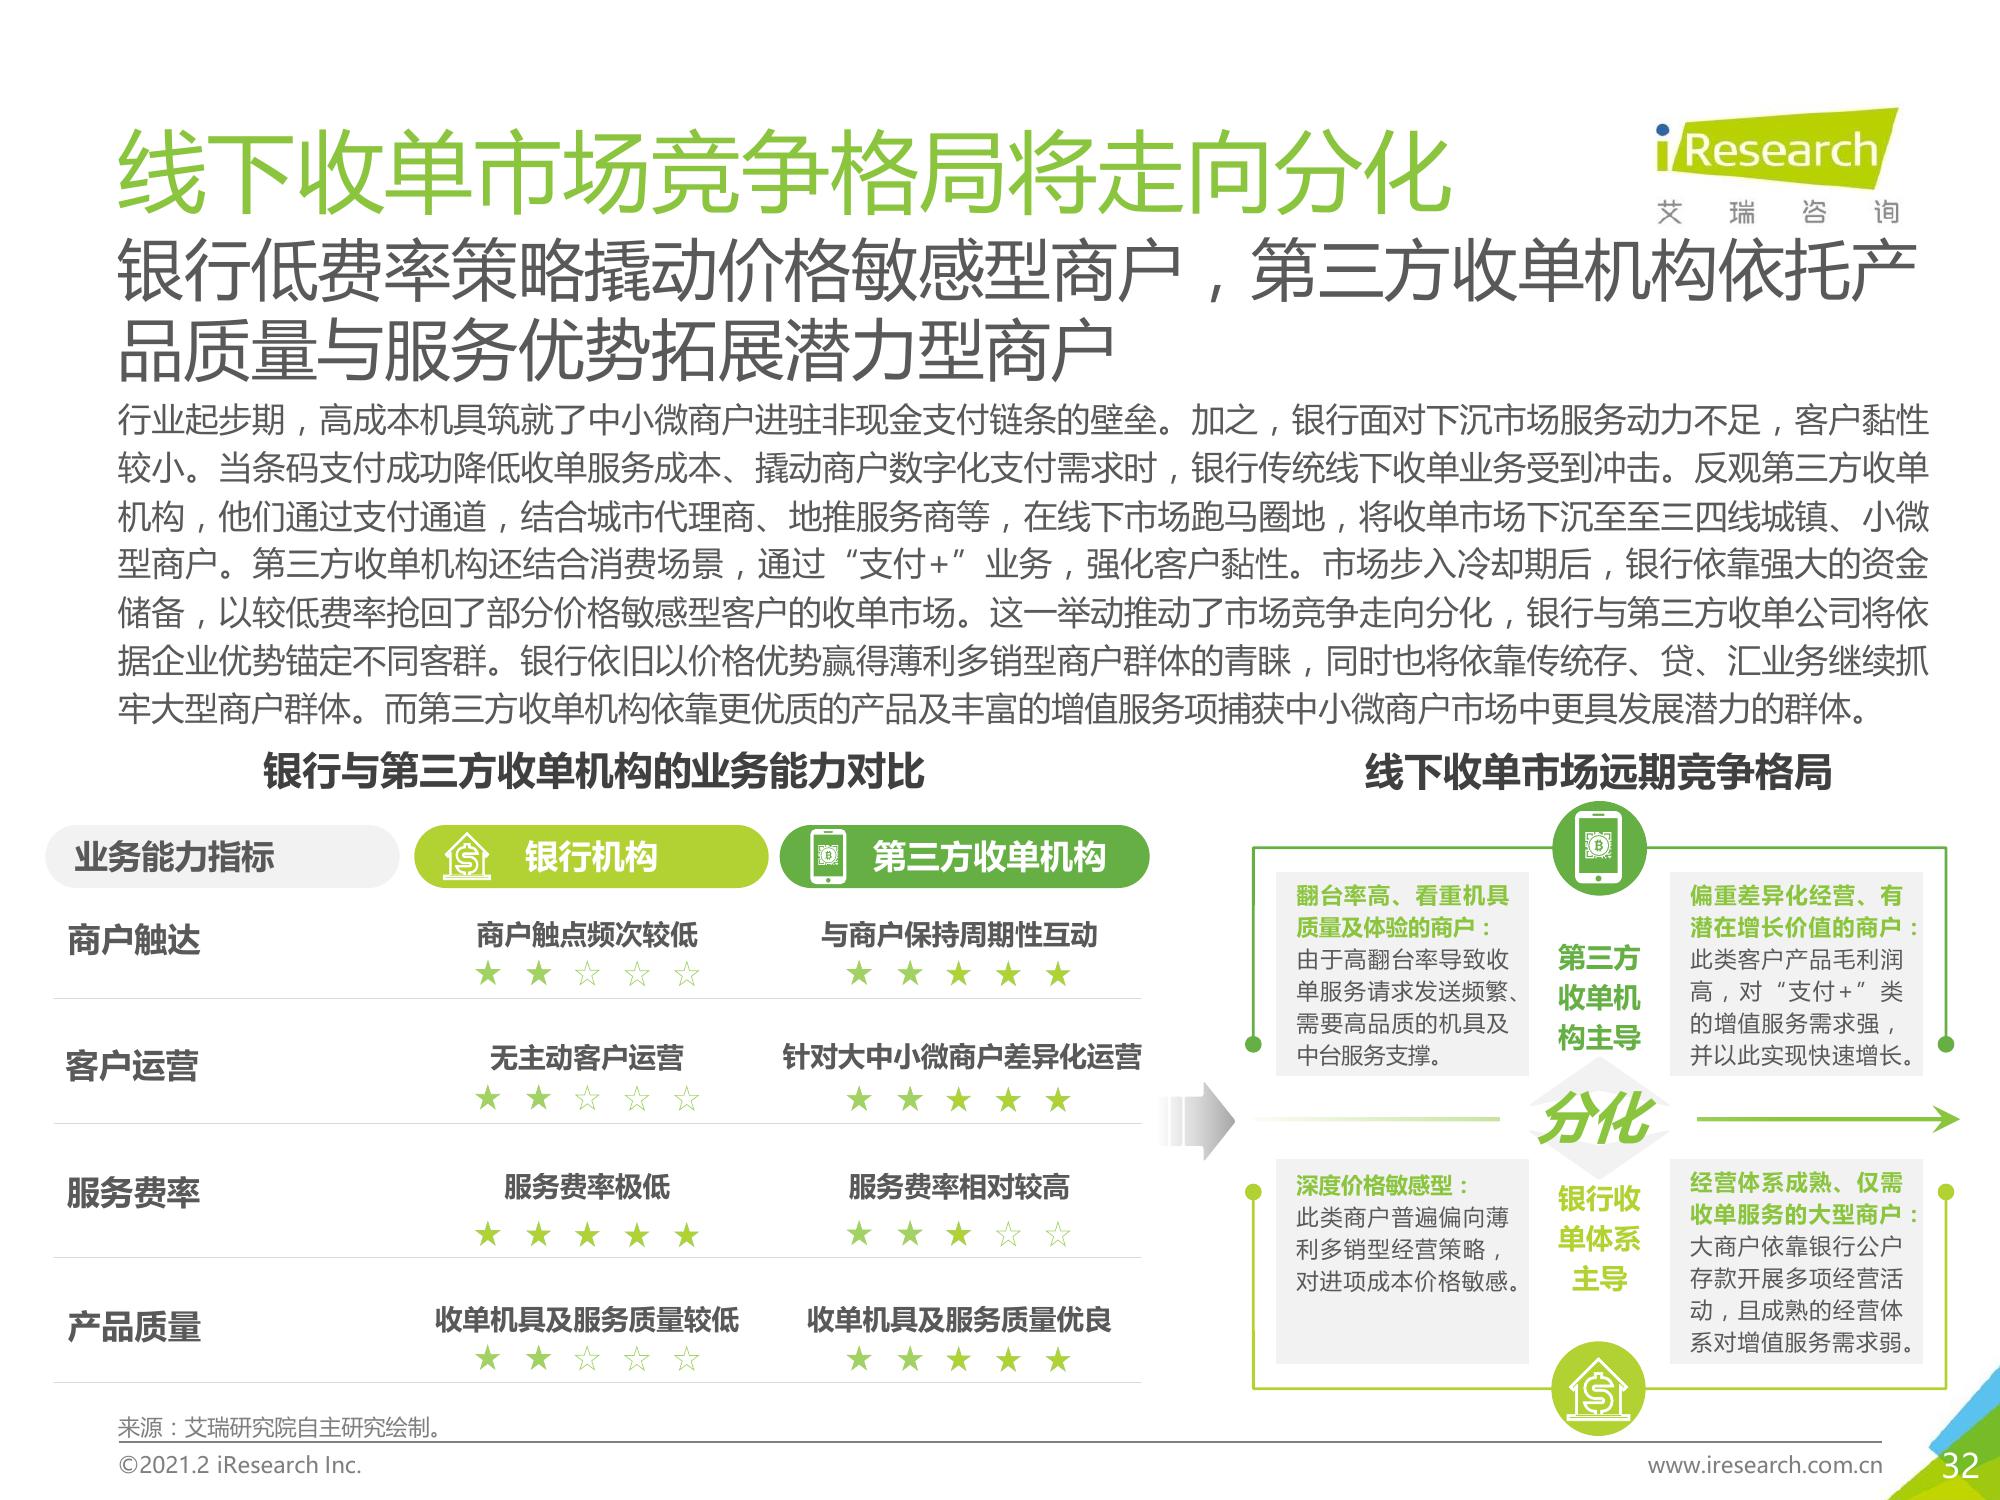 线下收单市场竞争格局将走向分化
iResearch
艾瑞咨询
银行低费率策略撬动价格敏感型商户，第三方收单机构依托产
品质量与服务优势拓展潜力型商户
行业起步期，高成本机具筑就了中小微商户进驻非现金支付链条的壁垒。加之，银行面对下沉市场服务动力不足，客户黏性
较小。当条码支付成功降低收单服务成本、撬动商户数字化支付需求时，银行传统线下收单业务受到冲击。反观第三方收单
机构，他们通过支付通道，结合城市代理商、地推服务商等，在线下市场跑马圈地，将收单市场下沉至至三四线城镇、小微
型商户。第三方收单机构还结合消费场景，通过“支付+”业务，强化客户黏性。市场步入冷却期后，银行依靠强大的资金
储备，以较低费率抢回了部分价格敏感型客户的收单市场。这一举动推动了市场竞争走向分化，银行与第三方收单公司将依
据企业优势锚定不同客群。银行依旧以价格优势赢得薄利多销型商户群体的青睐，同时也将依靠传统存、贷、汇业务继续抓
牢大型商户群体。而第三方收单机构依靠更优质的产品及丰富的增值服务项捕获中小微商户市场中更具发展潜力的群体。
银行与第三方收单机构的业务能力对比
业务能力指标
银行机构
第三方收单机构
商户触达
商户触点频次较低
与商户保持周期性互动
★ ★ ☆ ☆ ☆
★ ★ ★ ★ ★
客户运营
无主动客户运营
针对大中小微商户差异化运营
★ ★ ☆ ☆ ☆
★ ★ ★ ★ ★
服务费率
服务费率极低
服务费率相对较高
★ ★ ★ ★ ★
★ ★ ★ ☆ ☆
产品质量
收单机具及服务质量较低
收单机具及服务质量优良
★ ★ ☆ ☆ ☆
★ ★ ★ ★ ★
线下收单市场远期竞争格局
翻台率高、看重机具
质量及体验的商户：
由于高翻台率导致收
单服务请求发送频繁、
需要高品质的机具及
中台服务支撑。
第三方
收单机
构主导
偏重差异化经营、有
潜在增长价值的商户：
此类客户产品毛利润
高，对“支付+”类
的增值服务需求强，
并以此实现快速增长。
分化
深度价格敏感型：
此类商户普遍偏向薄
利多销型经营策略，
对进项成本价格敏感。
银行收
单体系
主导
经营体系成熟、仅需
收单服务的大型商户：
大商户依靠银行公户
存款开展多项经营活
动，且成熟的经营体
系对增值服务需求弱。
来源：艾瑞研究院自主研究绘制。
©2021.2 iResearch Inc.
www.iresearch.com.cn
32